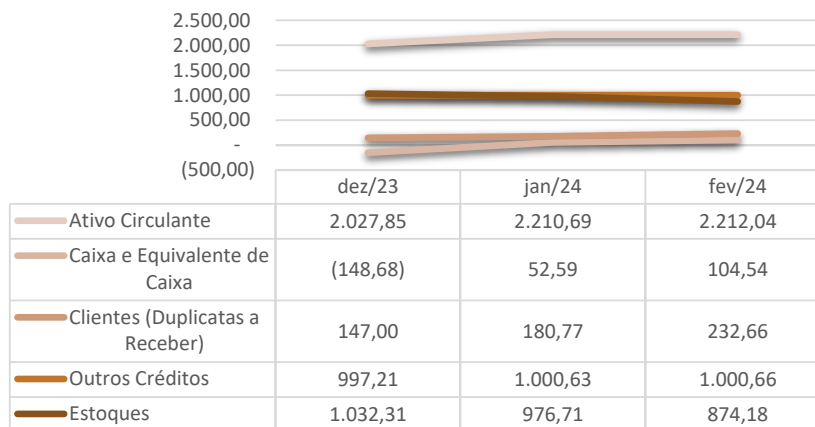 2.500,00
2.000,00
1.500,00
1.000,00
500,00
-
(500,00)
dez/23 jan/24 fev/24
Ativo Circulante 2.027,85 2.210,69 2.212,04
Caixa e Equivalente de
Caixa (148,68) 52,59 104,54
Clientes (Duplicatas a
Receber) 147,00 180,77 232,66
Outros Créditos 997,21 1.000,63 1.000,66
Estoques 1.032,31 976,71 874,18